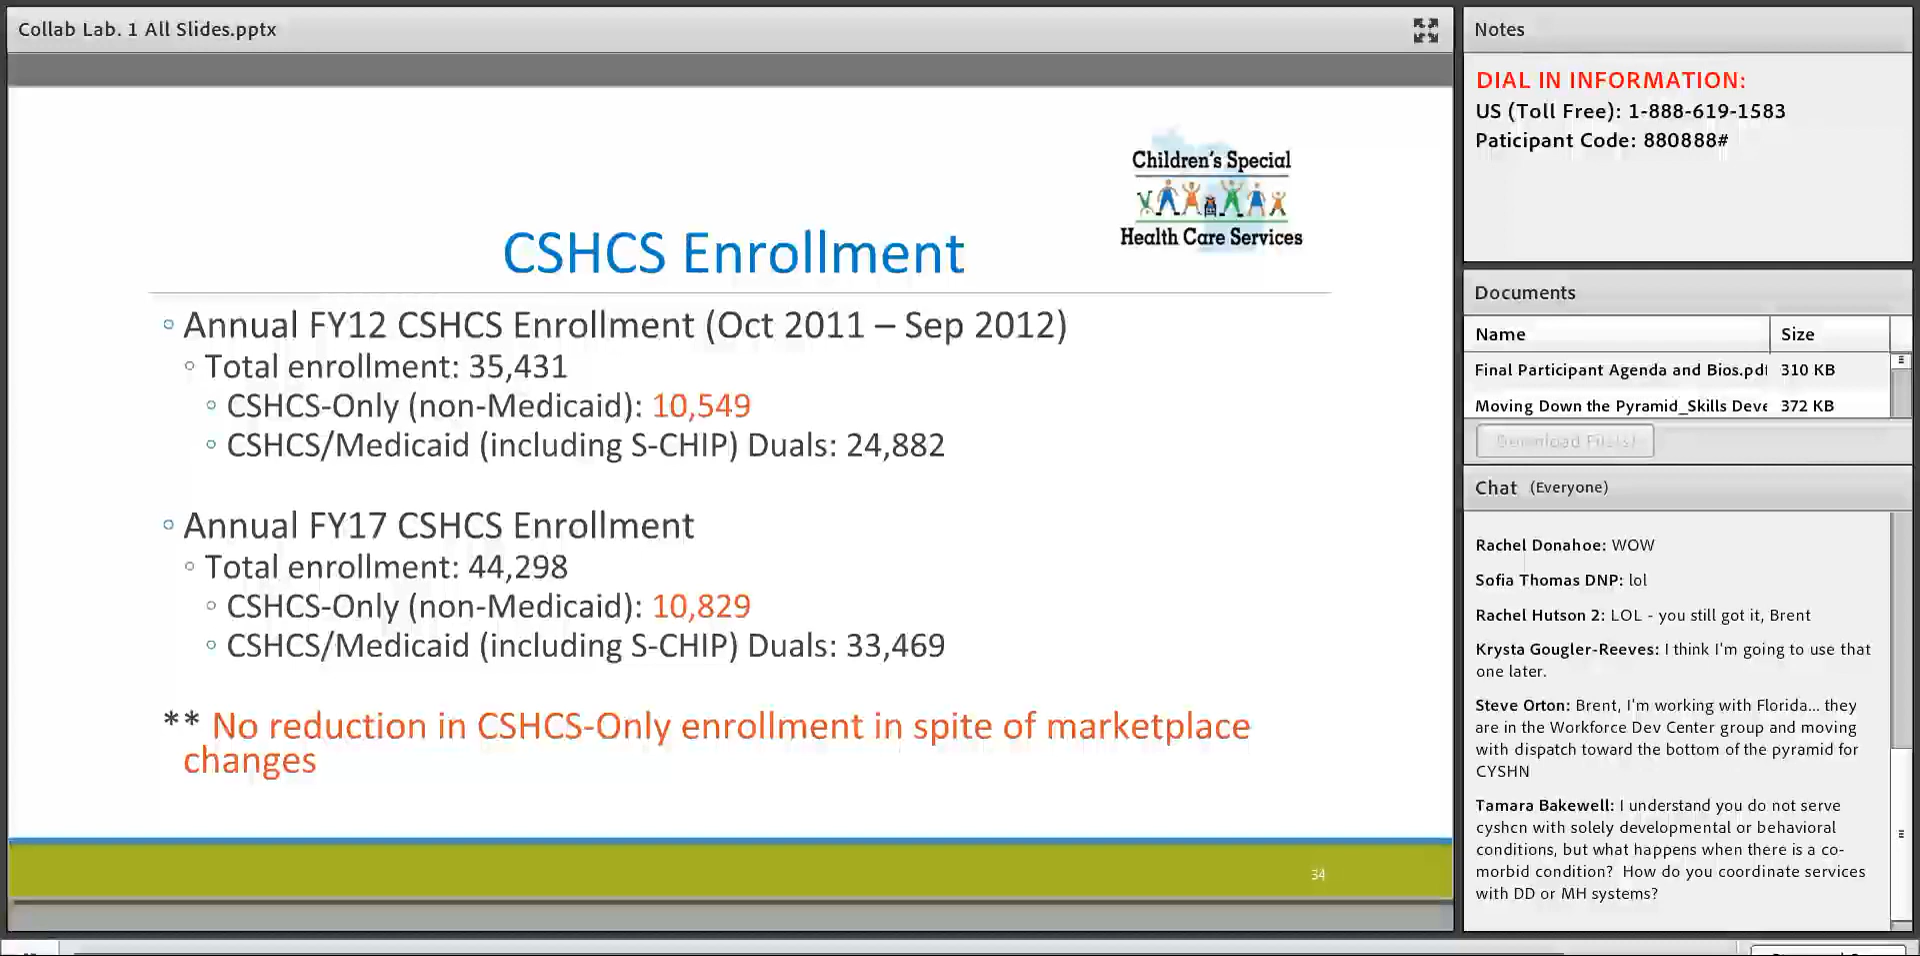 Collab Lab. 1 All Slides.pptx
Children's Special
Health Care Services
CSHCS Enrollment
Annual FY12 CSHCS Enrollment (Oct 2011 – Sep 2012)
Total enrollment: 35,431
CSHCS-Only (non-Medicaid): 10,549
CSHCS/Medicaid (including S-CHIP) Duals: 24,882
Annual FY17 CSHCS Enrollment
Total enrollment: 44,298
CSHCS-Only (non-Medicaid): 10,829
CSHCS/Medicaid (including S-CHIP) Duals: 33,469
** No reduction in CSHCS-Only enrollment in spite of marketplace
changes
34
Notes
DIAL IN INFORMATION:
US (Toll Free): 1-888-619-1583
Paticipant Code: 880888#
Documents
Name Size
Final Participant Agenda and Bios.pdf 310 KB
Moving Down the Pyramid_Skills Deve 372 KB
Download File(s)
Chat (Everyone)
Rachel Donahoe: WOW
Sofia Thomas DNP: lol
Rachel Hutson 2: LOL - you still got it, Brent
Krysta Gougler-Reeves: I think I'm going to use that
one later.
Steve Orton: Brent, I'm working with Florida... they
are in the Workforce Dev Center group and moving
with dispatch toward the bottom of the pyramid for
CYSHN
Tamara Bakewell: I understand you do not serve
cyshcn with solely developmental or behavioral
conditions, but what happens when there is a co-
morbid condition? How do you coordinate services
with DD or MH systems?